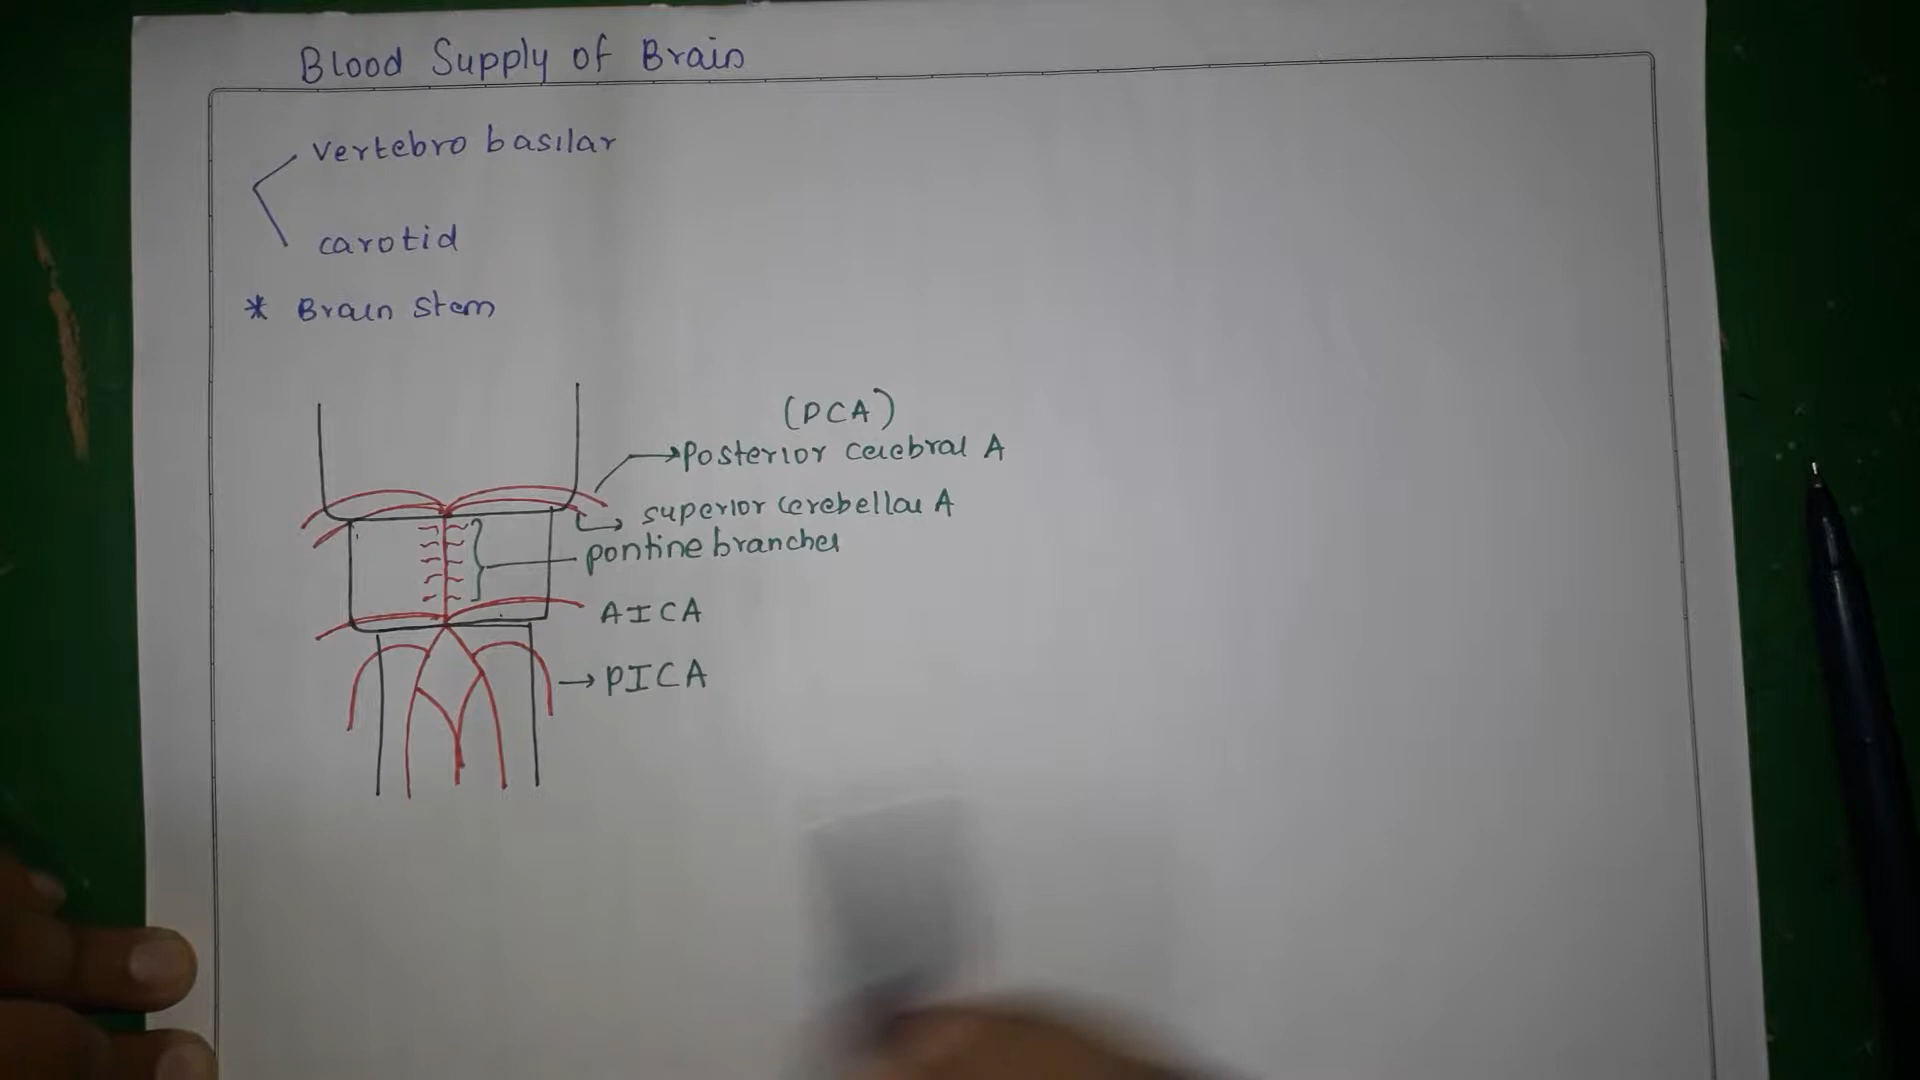 Blood Supply of Brain
vertebro basilar
carotid
* Brain Stem
(PCA)
Posterior cerebral A
superior cerebellar A
pontine branches
AICA
PICA